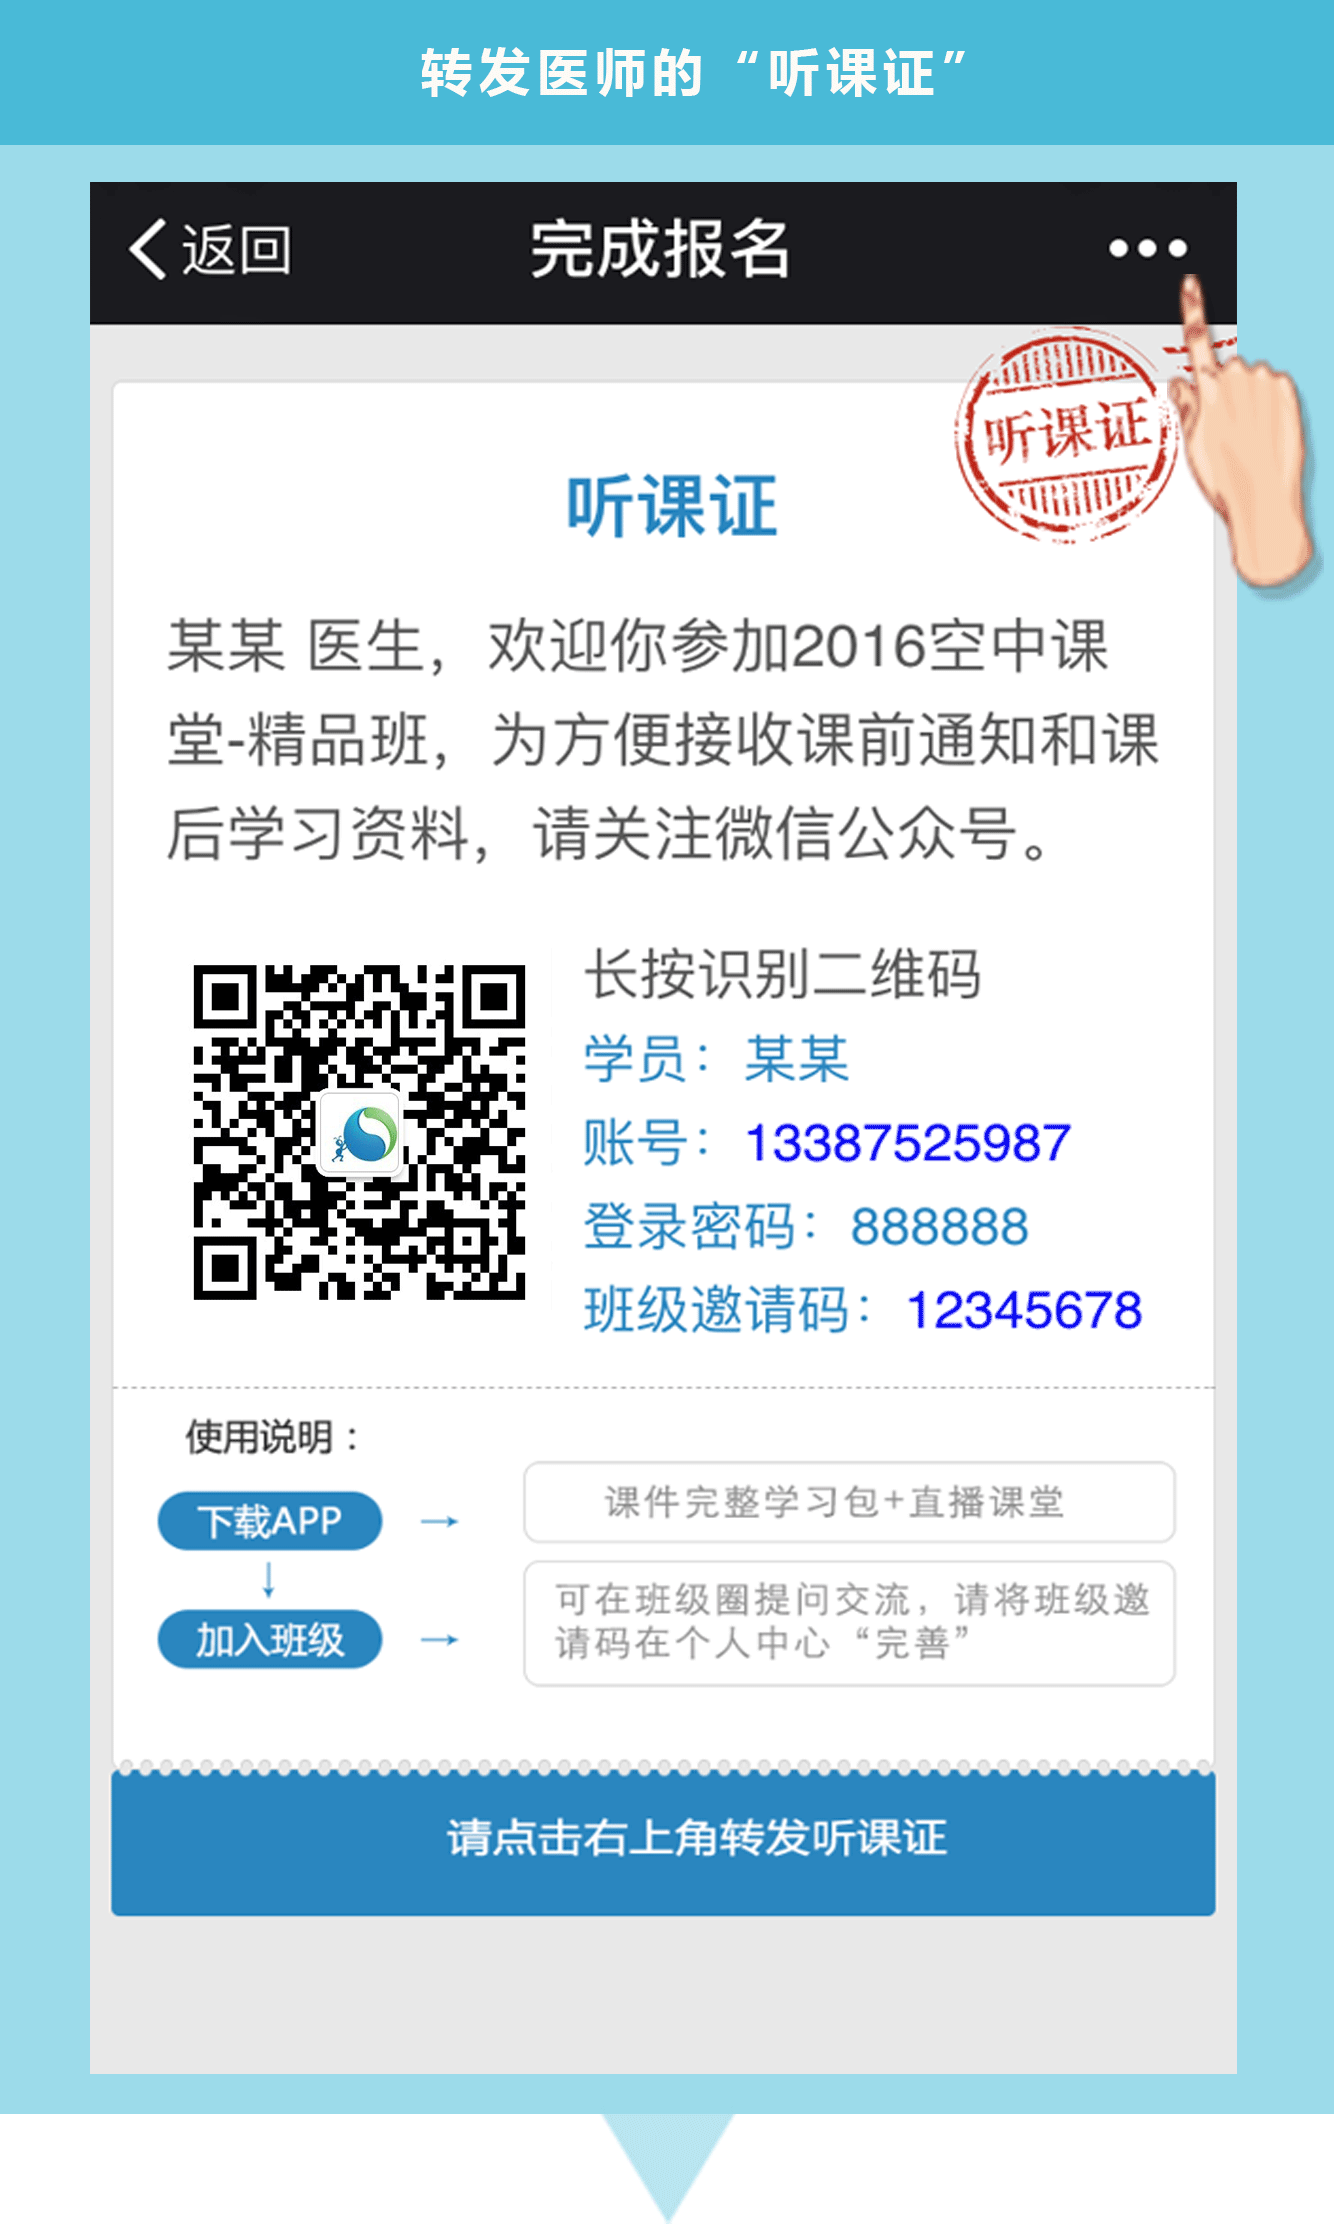 转发医师的“听课证”
返回
完成报名
听课证
听课证
某某 医生，欢迎你参加2016空中课
堂-精品班，为方便接收课前通知和课
后学习资料，请关注微信公众号。
长按识别二维码
学员：某某
账号：13387525987
登录密码：888888
班级邀请码：12345678
使用说明：
下载APP
课件完整学习包+直播课堂
加入班级
可在班级圈提问交流，请将班级邀
请码在个人中心“完善”
请点击右上角转发听课证